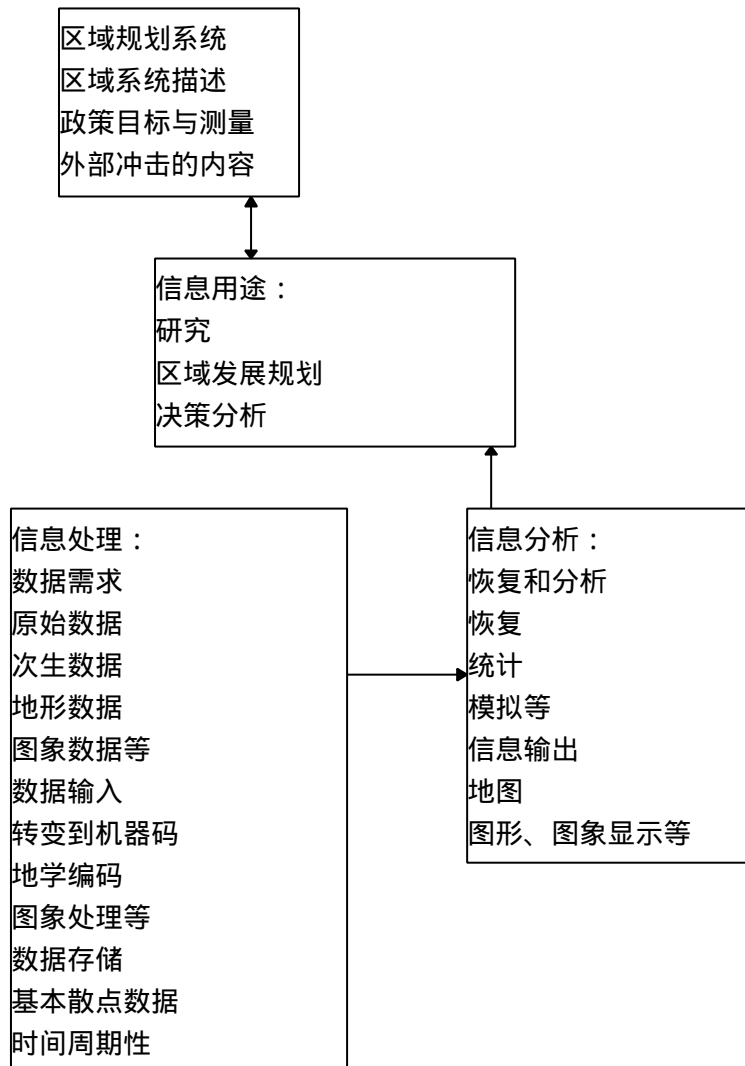 区域规划系统
区域系统描述
政策目标与测量
外部冲击的内容
信息用途：
研究
区域发展规划
决策分析
信息处理：
数据需求
原始数据
次生数据
地形数据
图象数据等
数据输入
转变到机器码
地学编码
图象处理等
数据存储
基本散点数据
时间周期性
信息分析：
恢复和分析
恢复
统计
模拟等
信息输出
地图
图形、图象显示等